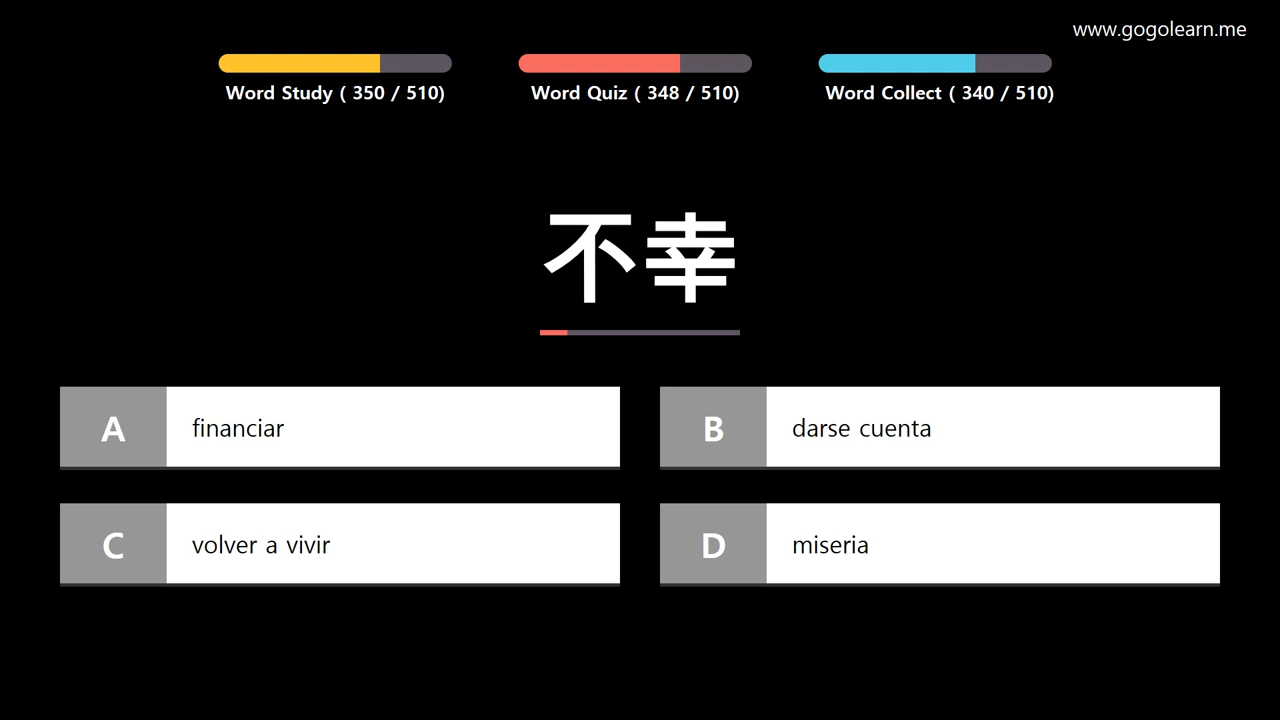 www.gogolearn.me
Word Study ( 350 / 510)
Word Quiz ( 348 / 510)
Word Collect ( 340 / 510)
不幸
A financiar
B darse cuenta
C volver a vivir
D miseria